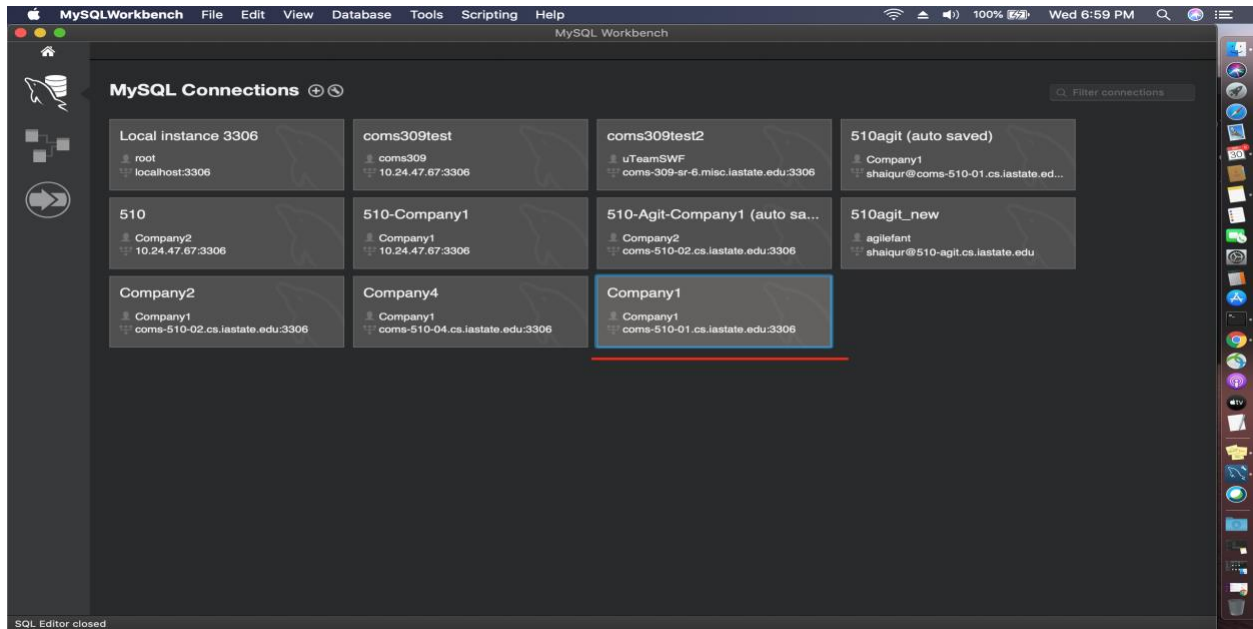 MySQLWorkbench File Edit View Database Tools Scripting Help 100% Wed 6:59 PM
MySQL Workbench
MySQL Connections
Filter connections
Local instance 3306
root
localhost:3306
coms309test
coms309
10.24.47.67:3306
coms309test2
uTeamSWF
coms-309-sr-6.misc.iastate.edu:3306
510agit (auto saved)
Company1
shaiqur@coms-510-01.cs.iastate.ed...
510
Company2
10.24.47.67:3306
510-Company1
Company1
10.24.47.67:3306
510-Agit-Company1 (auto sa...
Company2
coms-510-02.cs.iastate.edu:3306
510agit_new
agilefant
shaiqur@510-agit.cs.iastate.edu
Company2
Company1
coms-510-02.cs.iastate.edu:3306
Company4
Company1
coms-510-04.cs.iastate.edu:3306
Company1
Company1
coms-510-01.cs.iastate.edu:3306
30
tv
SQL Editor closed